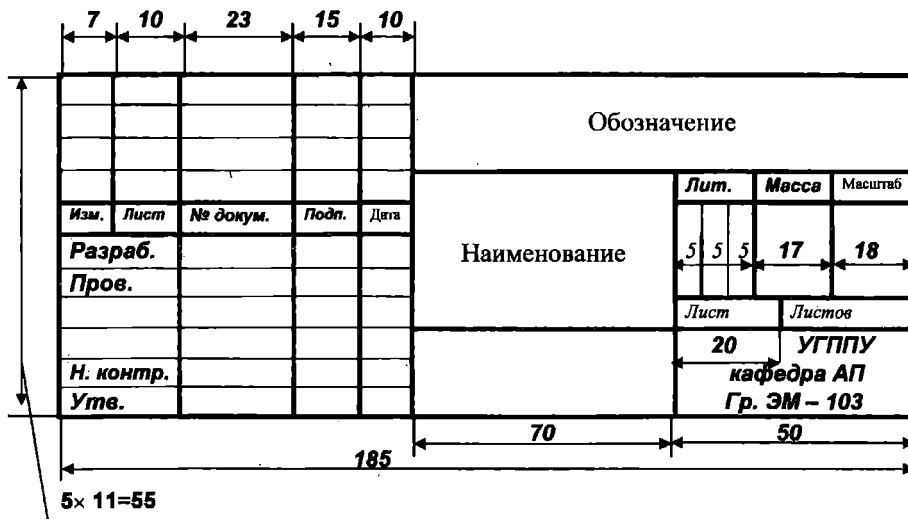 7 10 23 15 10
Обозначение
Лит. Масса Масштаб
Изм. Лист № докум. Подп. Дата
Разраб.
Наименование
5 5 5 17 18
Пров.
Лист Листов
20 УГППУ
Н. контр.
кафедра АП
Утв.
Гр. ЭМ – 103
70 50
185
5× 11=55